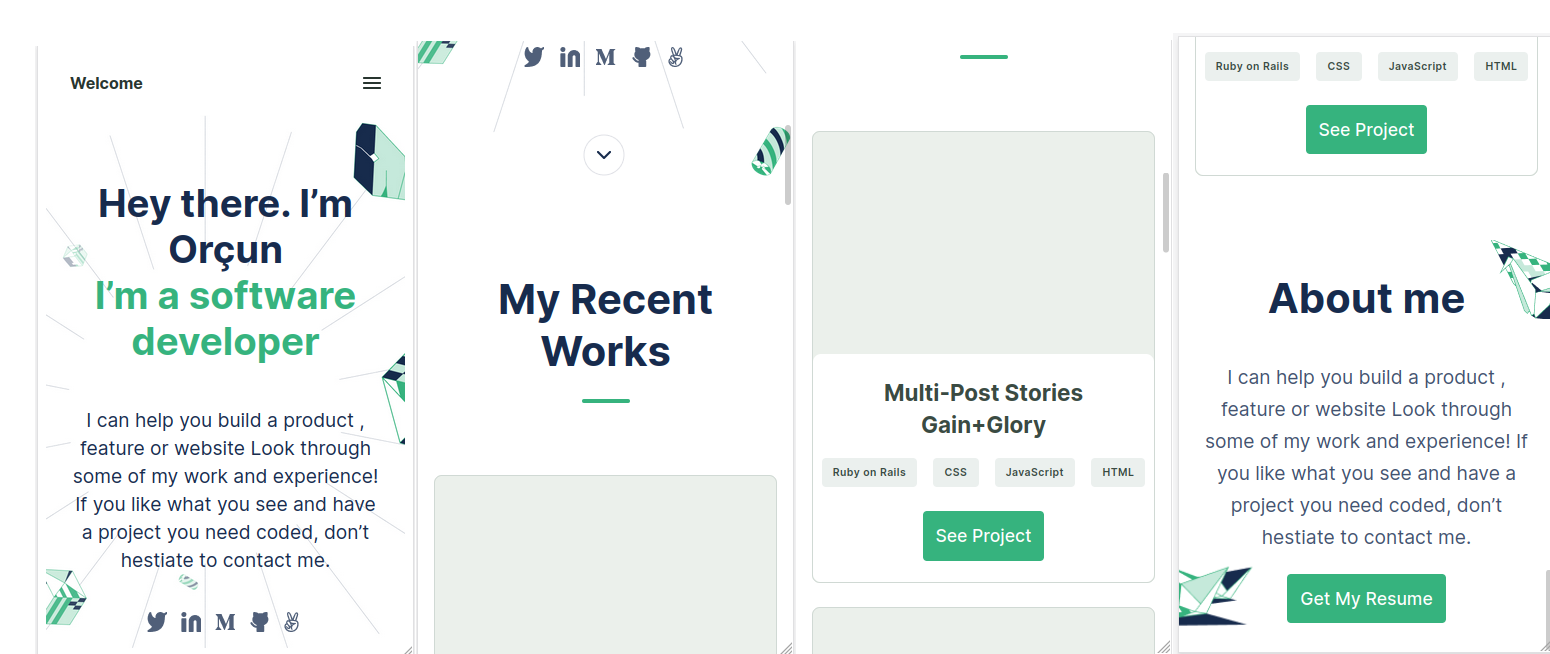 Welcome
Hey there. I’m
Orçun
I’m a software
developer
I can help you build a product ,
feature or website Look through
some of my work and experience!
If you like what you see and have
a project you need coded, don’t
hestiate to contact me.
My Recent
Works
Multi-Post Stories
Gain+Glory
Ruby on Rails CSS JavaScript HTML
See Project
Ruby on Rails CSS JavaScript HTML
See Project
About me
I can help you build a product ,
feature or website Look through
some of my work and experience! If
you like what you see and have a
project you need coded, don’t
hestiate to contact me.
Get My Resume